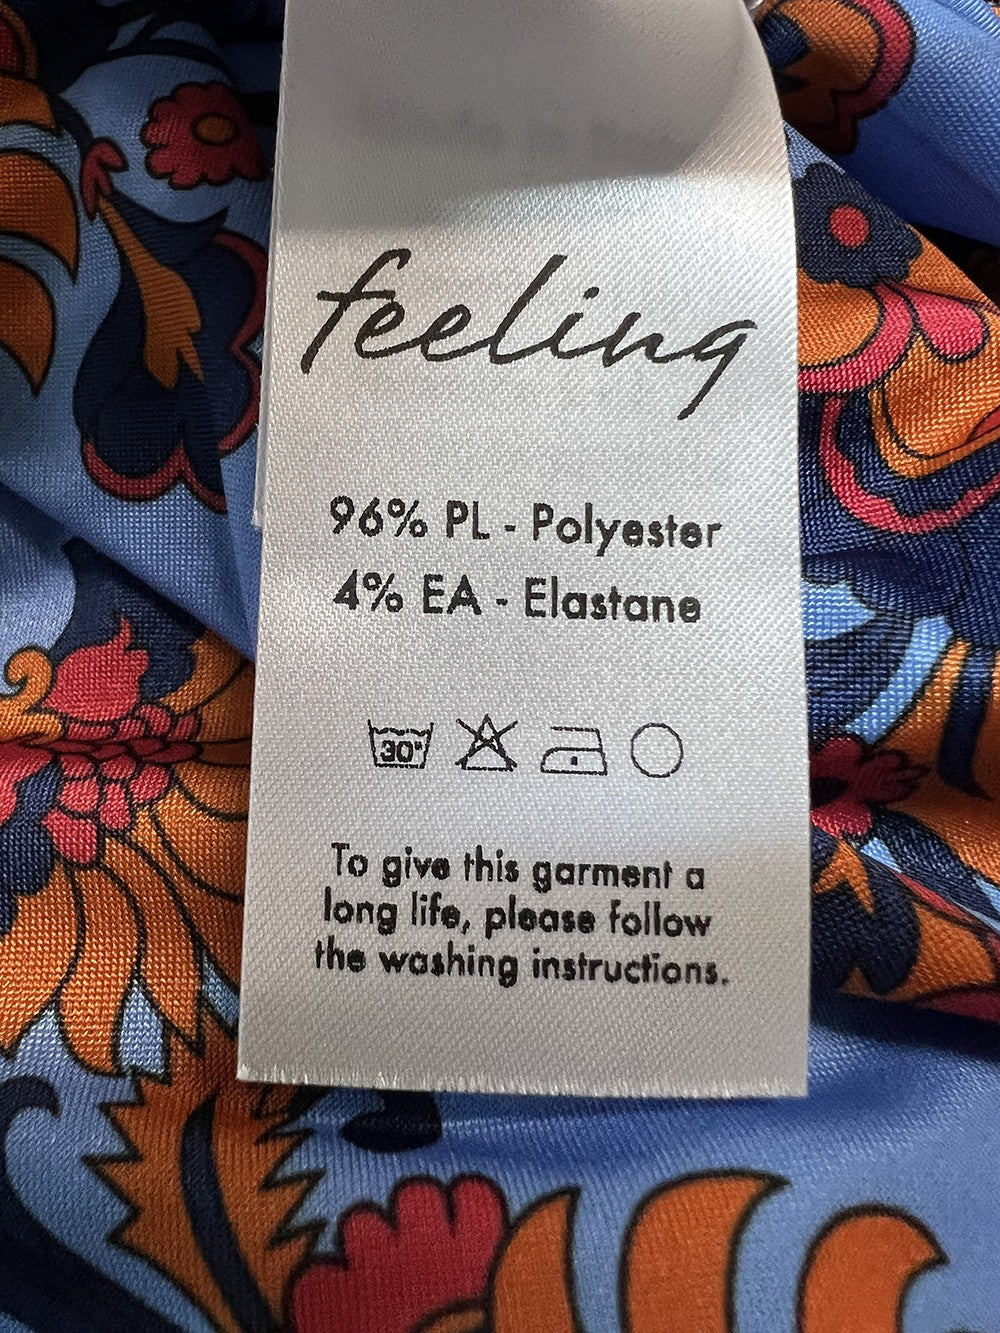 feeling
96% PL - Polyester
4% EA - Elastane
30°
To give this garment a
long life, please follow
the washing instructions.